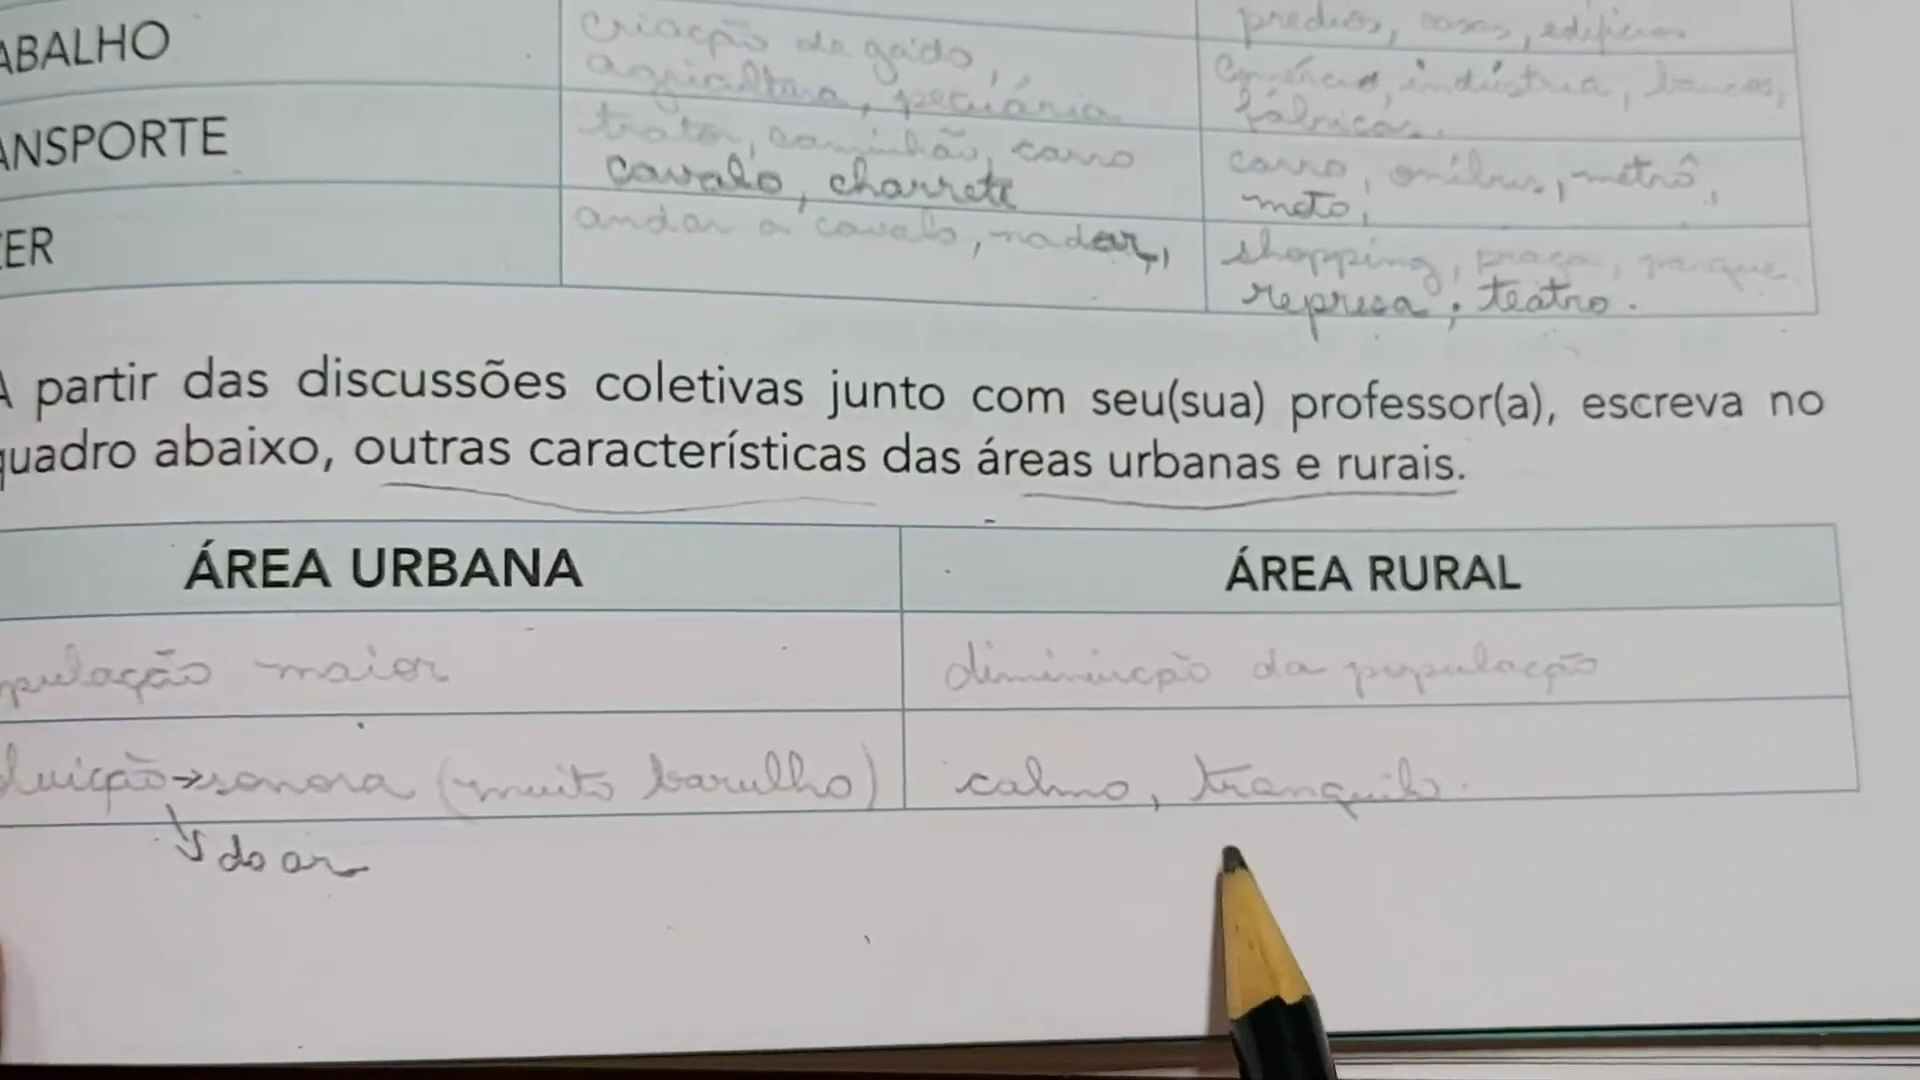 prédios, casas, edifícios
ABALHO
criação de gado,
agricultura, pecuária
comércio, indústria, bancos,
fábricas.
ANSPORTE
trator, caminhão, carro
cavalo, charrete
carro, onibus, metrô,
moto,
ER
andar a cavalo, nadar,
shopping, praça, parque
represa, teatro.
A partir das discussões coletivas junto com seu(sua) professor(a), escreva no
quadro abaixo, outras características das áreas urbanas e rurais.
ÁREA URBANA
ÁREA RURAL
pulação maior
diminuição da população
luição→sonora (muito barulho)
calmo, tranquilo.
↳ do ar